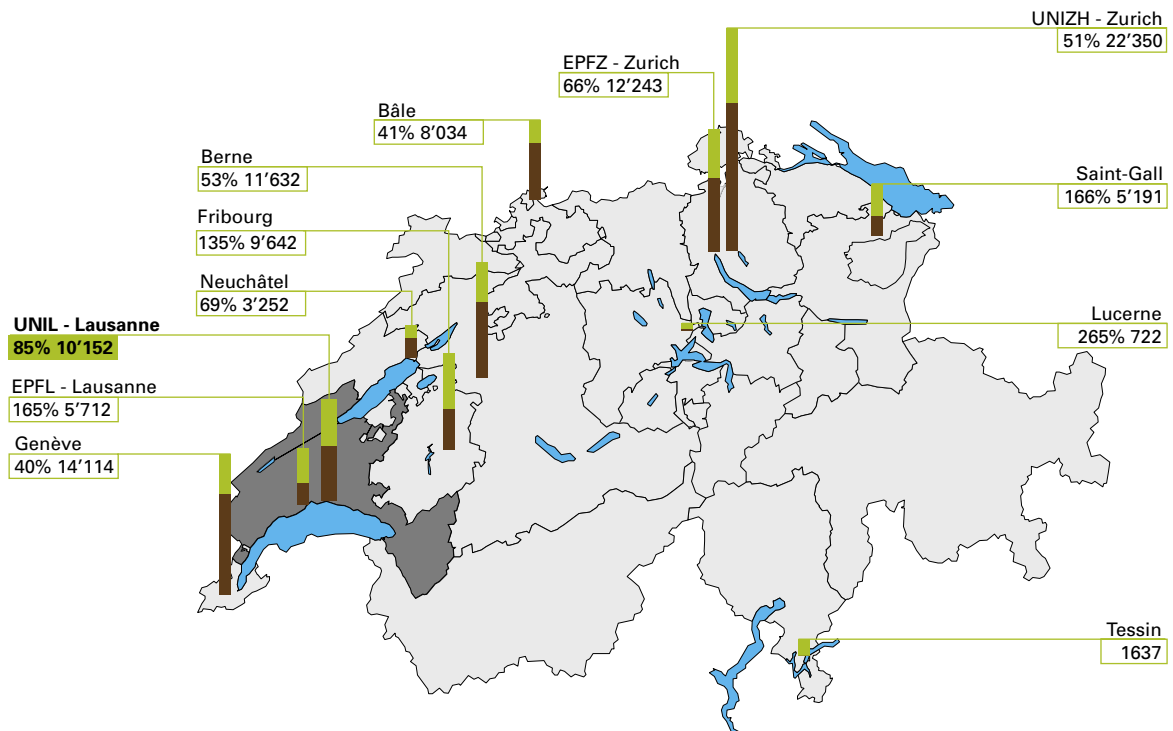 UNIZH - Zurich
51% 22’350
EPFZ - Zurich
66% 12’243
Bâle
41% 8’034
Berne
53% 11’632
Saint-Gall
166% 5’191
Fribourg
135% 9’642
Neuchâtel
69% 3’252
Lucerne
265% 722
UNIL - Lausanne
85% 10’152
EPFL - Lausanne
165% 5’712
Genève
40% 14’114
Tessin
1637